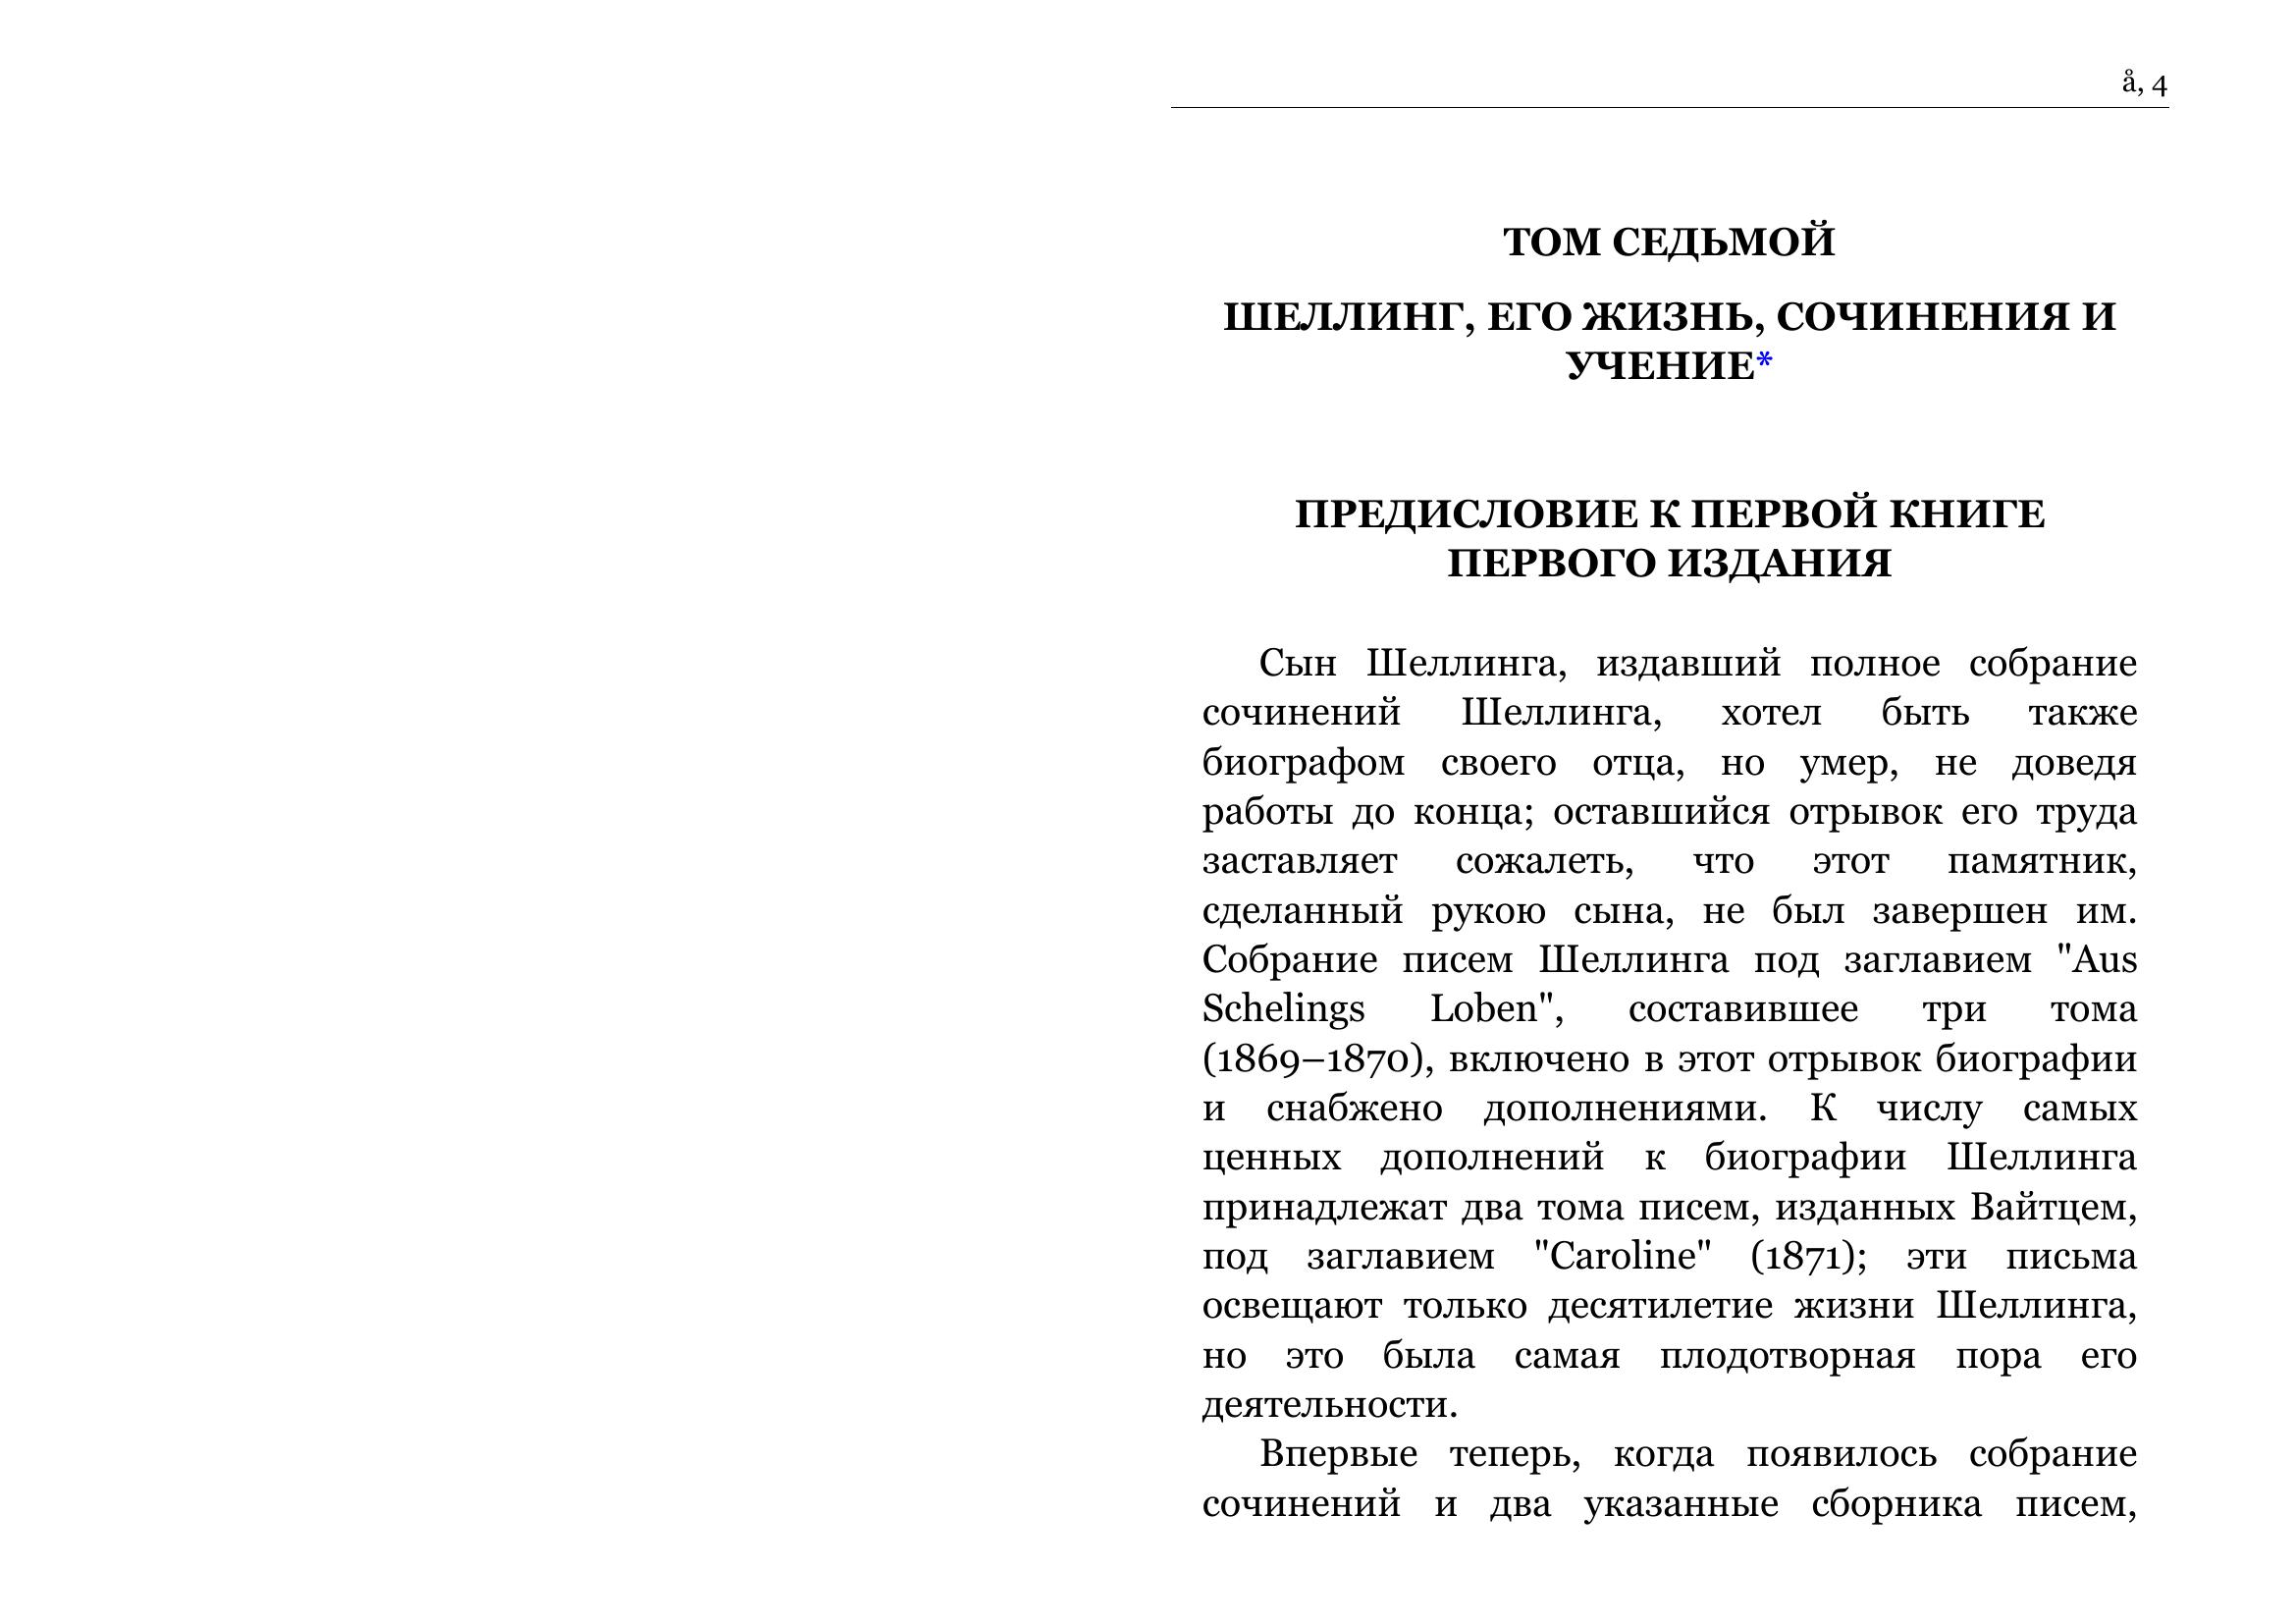 å, 4
ТОМ СЕДЬМОЙ
ШЕЛЛИНГ, ЕГО ЖИЗНЬ, СОЧИНЕНИЯ И
УЧЕНИЕ*
ПРЕДИСЛОВИЕ К ПЕРВОЙ КНИГЕ
ПЕРВОГО ИЗДАНИЯ
Сын Шеллинга, издавший полное собрание
сочинений Шеллинга, хотел быть также
биографом своего отца, но умер, не доведя
работы до конца; оставшийся отрывок его труда
заставляет сожалеть, что этот памятник,
сделанный рукою сына, не был завершен им.
Собрание писем Шеллинга под заглавием "Aus
Schelings Loben", составившее три тома
(1869–1870), включено в этот отрывок биографии
и снабжено дополнениями. К числу самых
ценных дополнений к биографии Шеллинга
принадлежат два тома писем, изданных Вайтцем,
под заглавием "Caroline" (1871); эти письма
освещают только десятилетие жизни Шеллинга,
но это была самая плодотворная пора его
деятельности.
Впервые теперь, когда появилось собрание
сочинений и два указанные сборника писем,